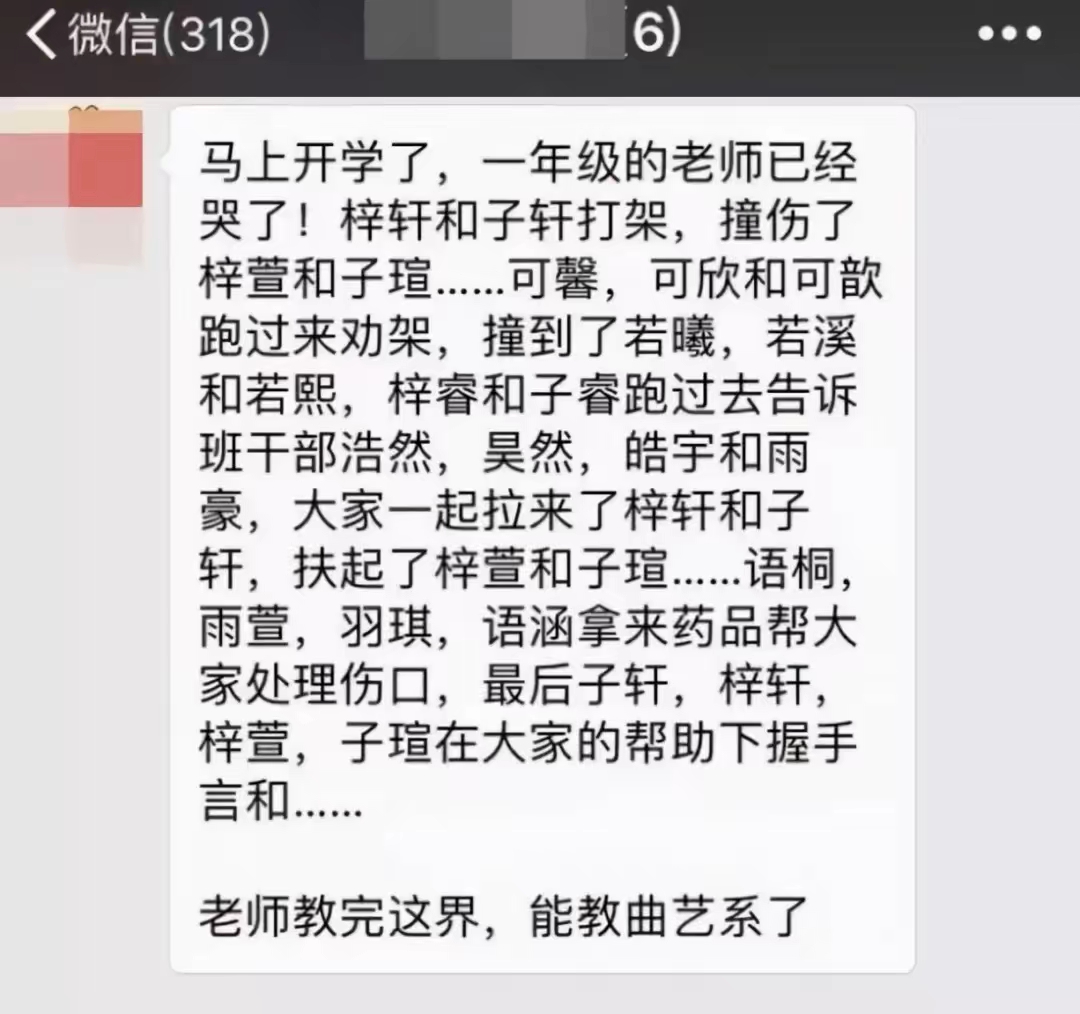 微信(318)
6)
马上开学了，一年级的老师已经
哭了！梓轩和子轩打架，撞伤了
梓萱和子瑄……可馨，可欣和可歆
跑过来劝架，撞到了若曦，若溪
和若熙，梓睿和子睿跑过去告诉
班干部浩然，昊然，皓宇和雨
豪，大家一起拉来了梓轩和子
轩，扶起了梓萱和子瑄……语桐，
雨萱，羽琪，语涵拿来药品帮大
家处理伤口，最后子轩，梓轩，
梓萱，子瑄在大家的帮助下握手
言和……
老师教完这界，能教曲艺系了